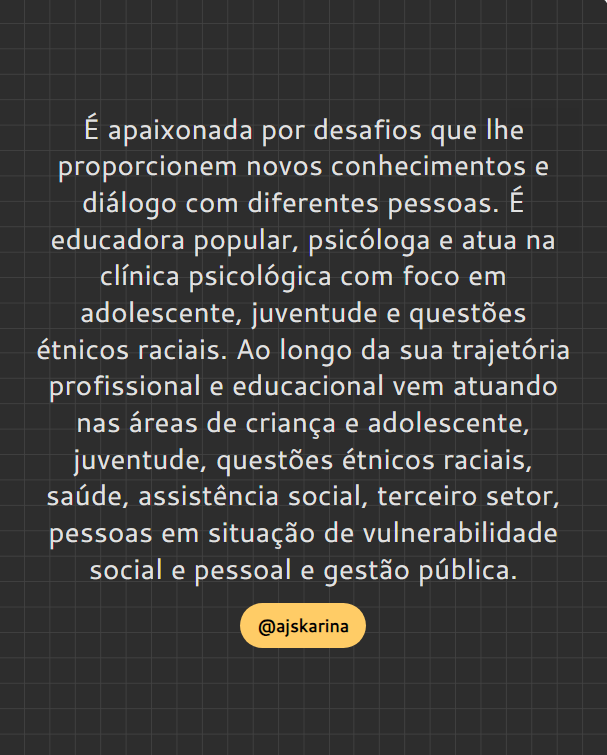 É apaixonada por desafios que lhe
proporcionem novos conhecimentos e
diálogo com diferentes pessoas. É
educadora popular, psicóloga e atua na
clínica psicológica com foco em
adolescente, juventude e questões
étnicos raciais. Ao longo da sua trajetória
profissional e educacional vem atuando
nas áreas de criança e adolescente,
juventude, questões étnicos raciais,
saúde, assistência social, terceiro setor,
pessoas em situação de vulnerabilidade
social e pessoal e gestão pública.
@ajskarina